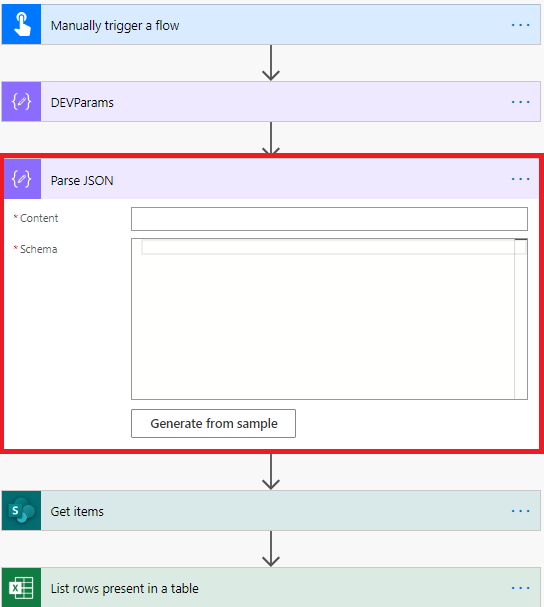 Manually trigger a flow
...
DEVParams
...
Parse JSON
...
* Content
* Schema
Generate from sample
Get items
...
List rows present in a table
...